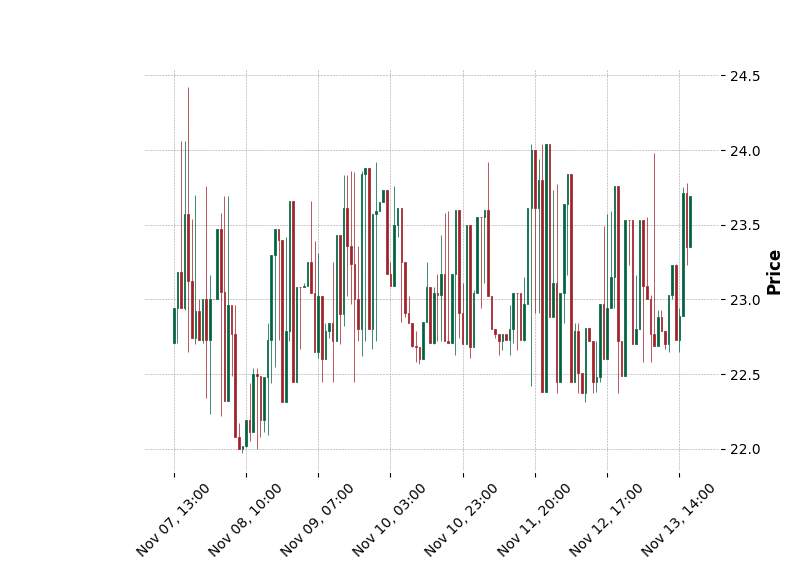 24.5
24.0
23.5
23.0
22.5
22.0
Price
Nov 07, 13:00
Nov 08, 10:00
Nov 09, 07:00
Nov 10, 03:00
Nov 10, 23:00
Nov 11, 20:00
Nov 12, 17:00
Nov 13, 14:00